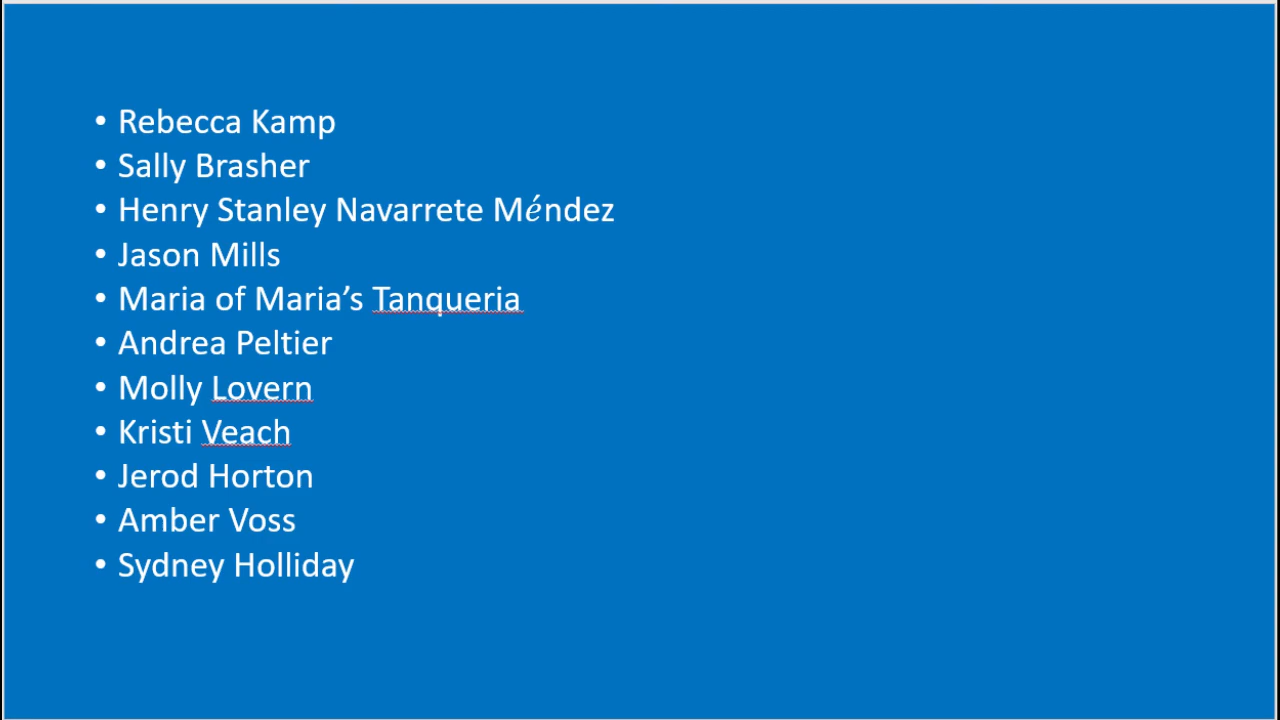 • Rebecca Kamp
• Sally Brasher
• Henry Stanley Navarrete Méndez
• Jason Mills
• Maria of Maria’s Tanqueria
• Andrea Peltier
• Molly Lovern
• Kristi Veach
• Jerod Horton
• Amber Voss
• Sydney Holliday